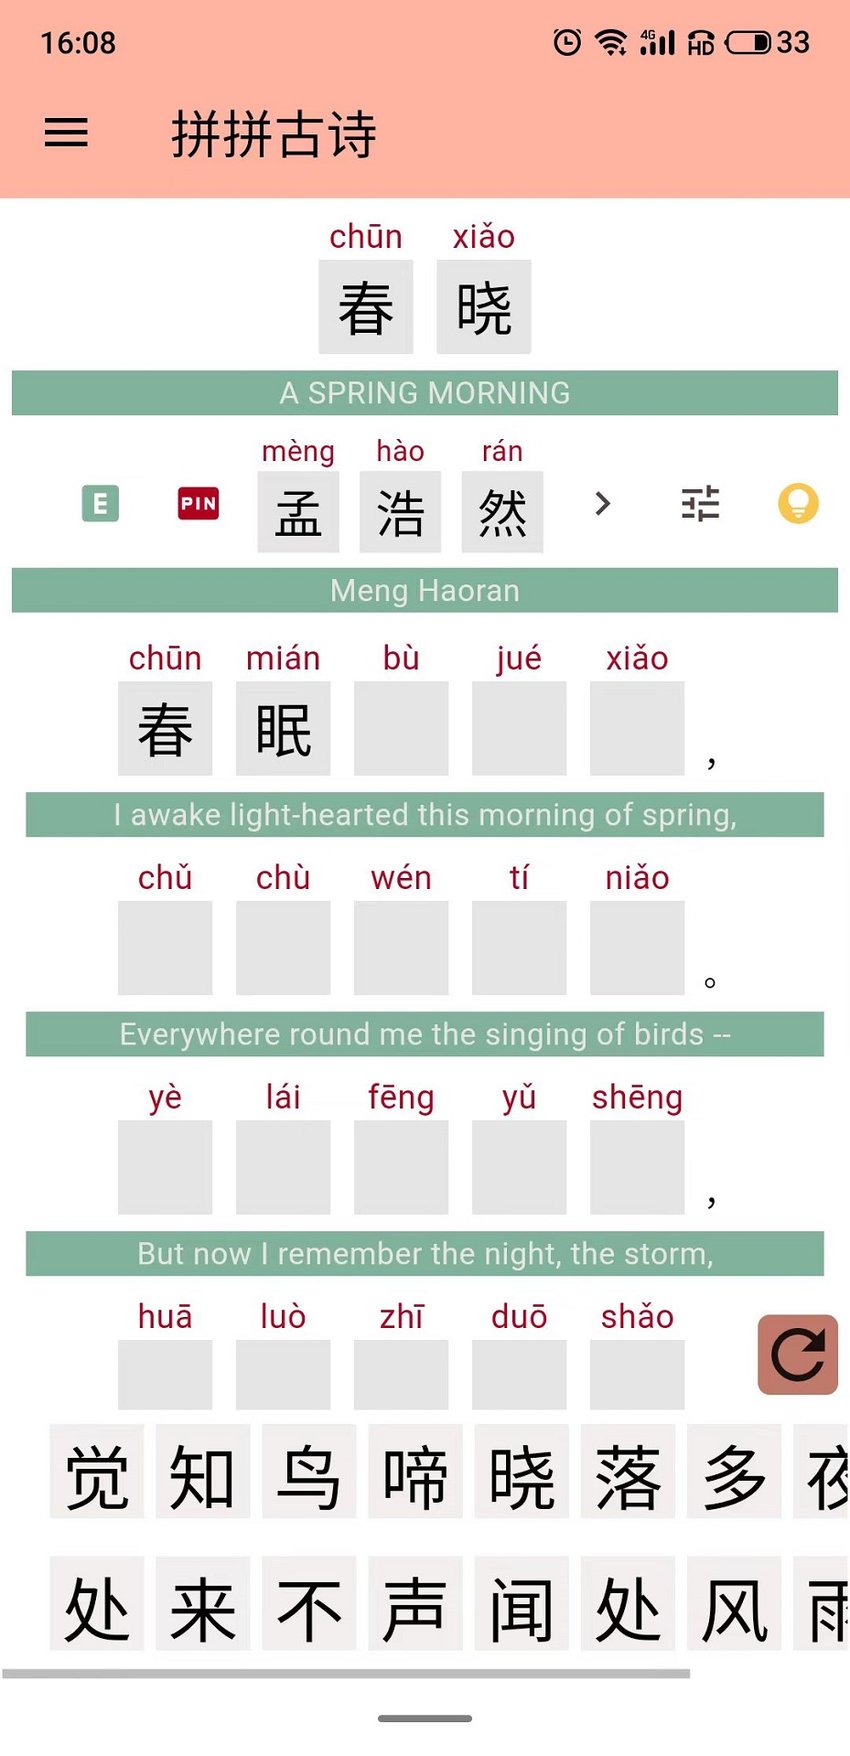 16:08 4G HD 33
拼拼古诗
chūn xiǎo
春 晓
A SPRING MORNING
mèng hào rán
E PIN 孟 浩 然
Meng Haoran
chūn mián bù jué xiǎo
春 眠 ，
I awake light-hearted this morning of spring,
chǔ chù wén tí niǎo
。
Everywhere round me the singing of birds --
yè lái fēng yǔ shēng
，
But now I remember the night, the storm,
huā luò zhī duō shǎo
觉 知 鸟 啼 晓 落 多 夜
处 来 不 声 闻 处 风 雨